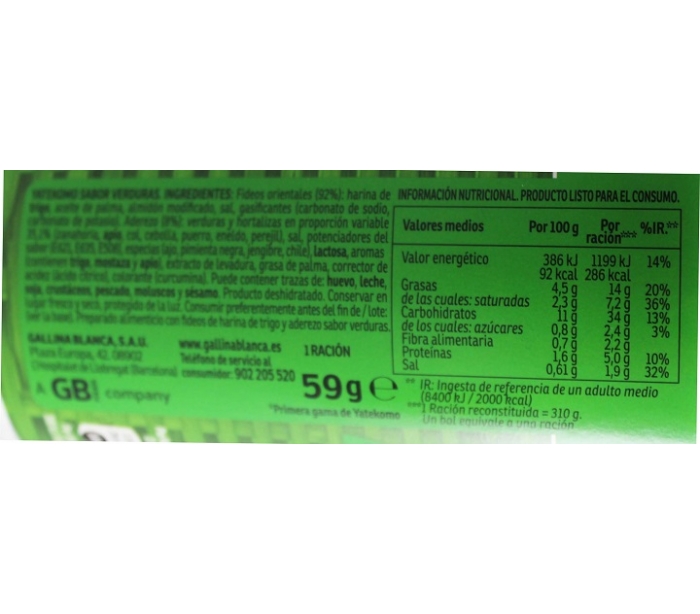 YATEKOMO SABOR VERDURAS. INGREDIENTES: Fideos orientales (92%): harina de
trigo, aceite de palma, almidón modificado, sal, gasificantes (carbonato de sodio,
carbonato de potasio). Aderezo (8%): verduras y hortalizas en proporción variable
zanahoria, apio, col, cebolla, puerro, eneldo, perejil), sal, potenciadores del
sabor especias (ajo, pimienta negra, jengibre, chile), lactosa, aromas
trigo, mostaza y apio), extracto de levadura, grasa de palma, corrector de
acidez (ácido cítrico), colorante (curcumina). Puede contener trazas de: huevo, leche,
soja, crustáceos, pescado, moluscos y sésamo. Producto deshidratado. Conservar en
lugar fresco y seco, protegido de la luz. Consumir preferentemente antes del fin de / lote:
(ver la base). Preparado alimenticio con fideos de harina de trigo y aderezo sabor verduras.
GALLINA BLANCA, S.A.U.
Plaza Europa, 42, 08902
L'Hospitalet de Llobregat (Barcelona)
www.gallinablanca.es
Teléfono de servicio al
consumidor: 902 205 520
1 RACIÓN
59 g e
A GB company
*Primera gama de Yatekomo
INFORMACIÓN NUTRICIONAL. PRODUCTO LISTO PARA EL CONSUMO.
Valores medios Por 100 g Por ración*** %IR.**
Valor energético 386 kJ 1199 kJ 14%
92 kcal 286 kcal
Grasas 4,5 g 14 g 20%
de las cuales: saturadas 2,3 g 7,2 g 36%
Carbohidratos 11 g 34 g 13%
de los cuales: azúcares 0,8 g 2,4 g 3%
Fibra alimentaria 0,7 g 2,2 g
Proteínas 1,6 g 5,0 g 10%
Sal 0,61 g 1,9 g 32%
** IR: Ingesta de referencia de un adulto medio
(8400 kJ / 2000 kcal)
***1 Ración reconstituida = 310 g.
Un bol equivale a una ración